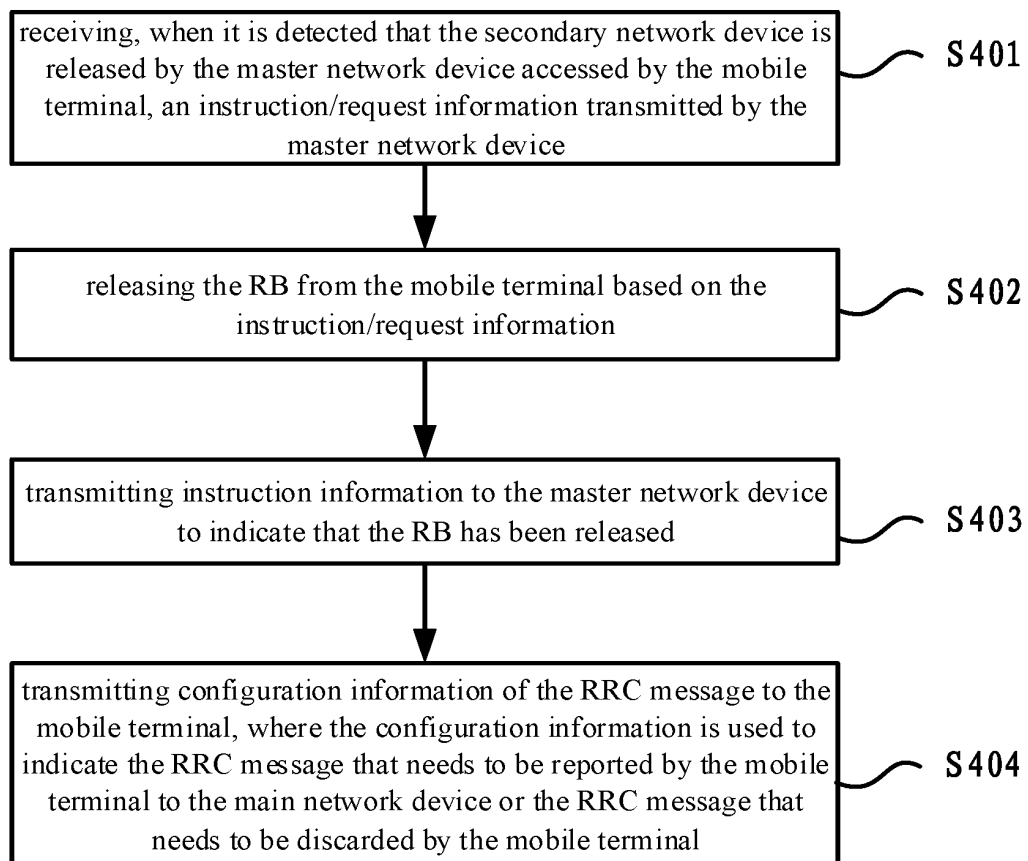 receiving, when it is detected that the secondary network device is
released by the master network device accessed by the mobile
terminal, an instruction/request information transmitted by the
master network device
S401
releasing the RB from the mobile terminal based on the
instruction/request information
S402
transmitting instruction information to the master network device
to indicate that the RB has been released
S403
transmitting configuration information of the RRC message to the
mobile terminal, where the configuration information is used to
indicate the RRC message that needs to be reported by the mobile
terminal to the main network device or the RRC message that
needs to be discarded by the mobile terminal
S404